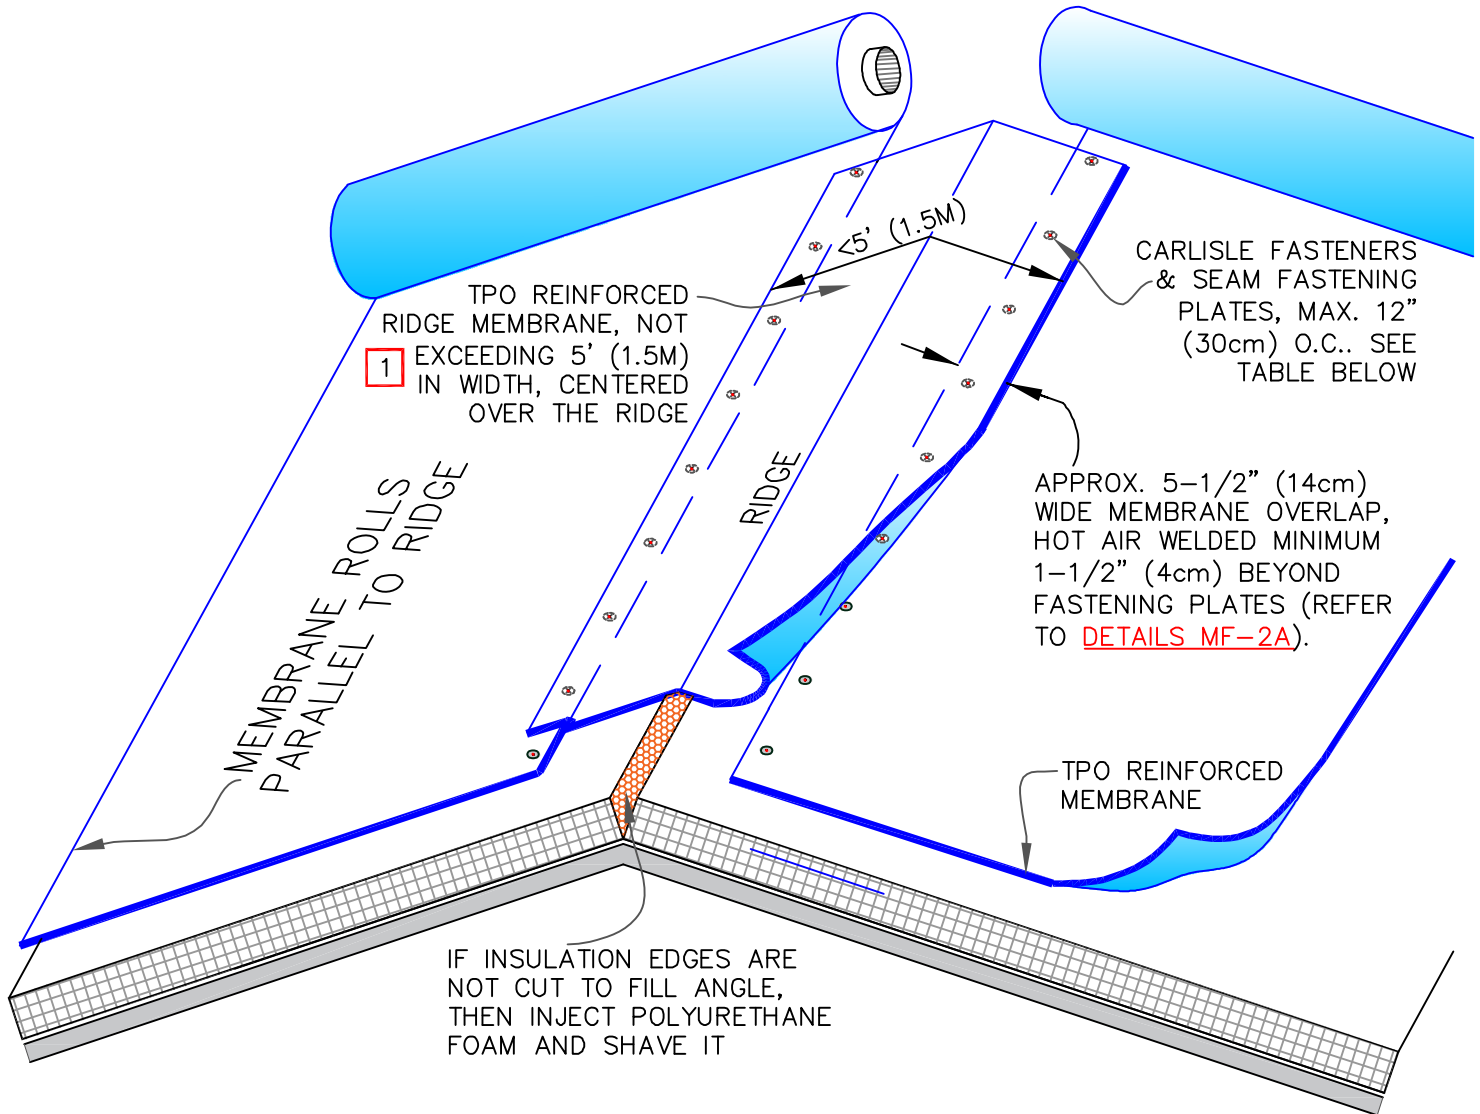 <5' (1.5M)
TPO REINFORCED
RIDGE MEMBRANE, NOT
EXCEEDING 5' (1.5M)
IN WIDTH, CENTERED
OVER THE RIDGE
1
CARLISLE FASTENERS
& SEAM FASTENING
PLATES, MAX. 12"
(30cm) O.C.. SEE
TABLE BELOW
MEMBRANE ROLLS
PARALLEL TO RIDGE
RIDGE
APPROX. 5-1/2" (14cm)
WIDE MEMBRANE OVERLAP,
HOT AIR WELDED MINIMUM
1-1/2" (4cm) BEYOND
FASTENING PLATES (REFER
TO DETAILS MF-2A).
TPO REINFORCED
MEMBRANE
IF INSULATION EDGES ARE
NOT CUT TO FILL ANGLE,
THEN INJECT POLYURETHANE
FOAM AND SHAVE IT